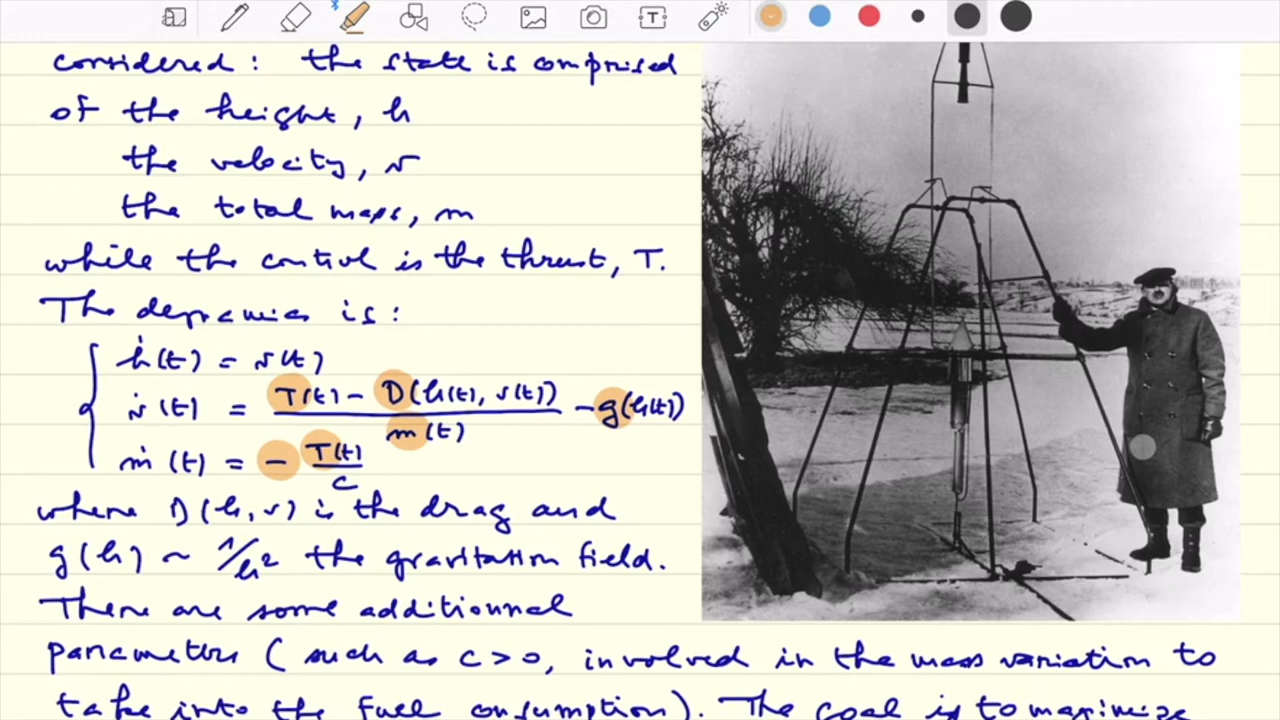 considered : the state is comprised
of the height, h
the velocity, v
the total mass, m
while the control is the thrust, T.
The dynamics is :
ḣ(t) = v(t)
v̇(t) = (T(t) - D(h(t), v(t))) / m(t) - g(h(t))
ṁ(t) = - T(t) / c
where D(h, v) is the drag and
g(h) ~ 1/h² the gravitation field.
There are some additionnal
parameters ( such as c > 0, involved in the mass variation to
take into the fuel consumption ). The goal is to maximize